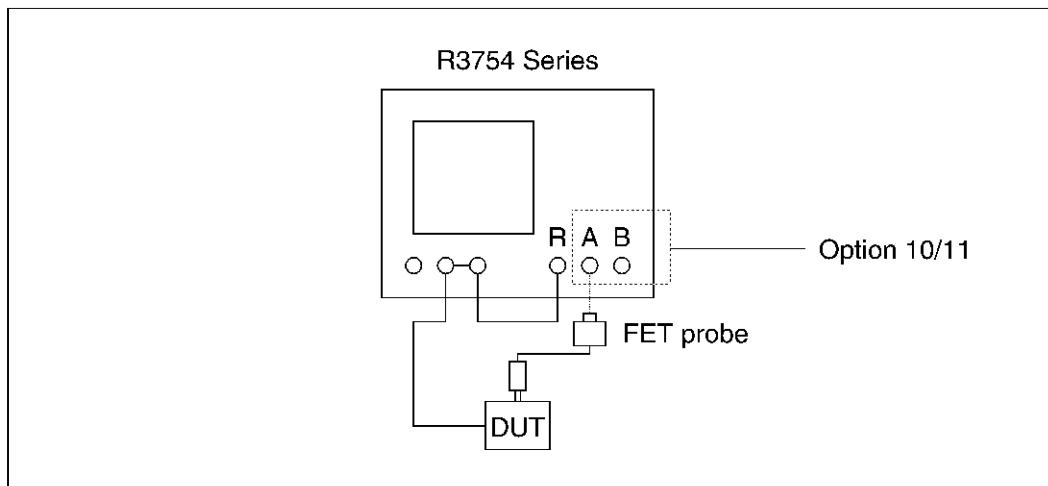 R3754 Series
R A B
Option 10/11
FET probe
DUT